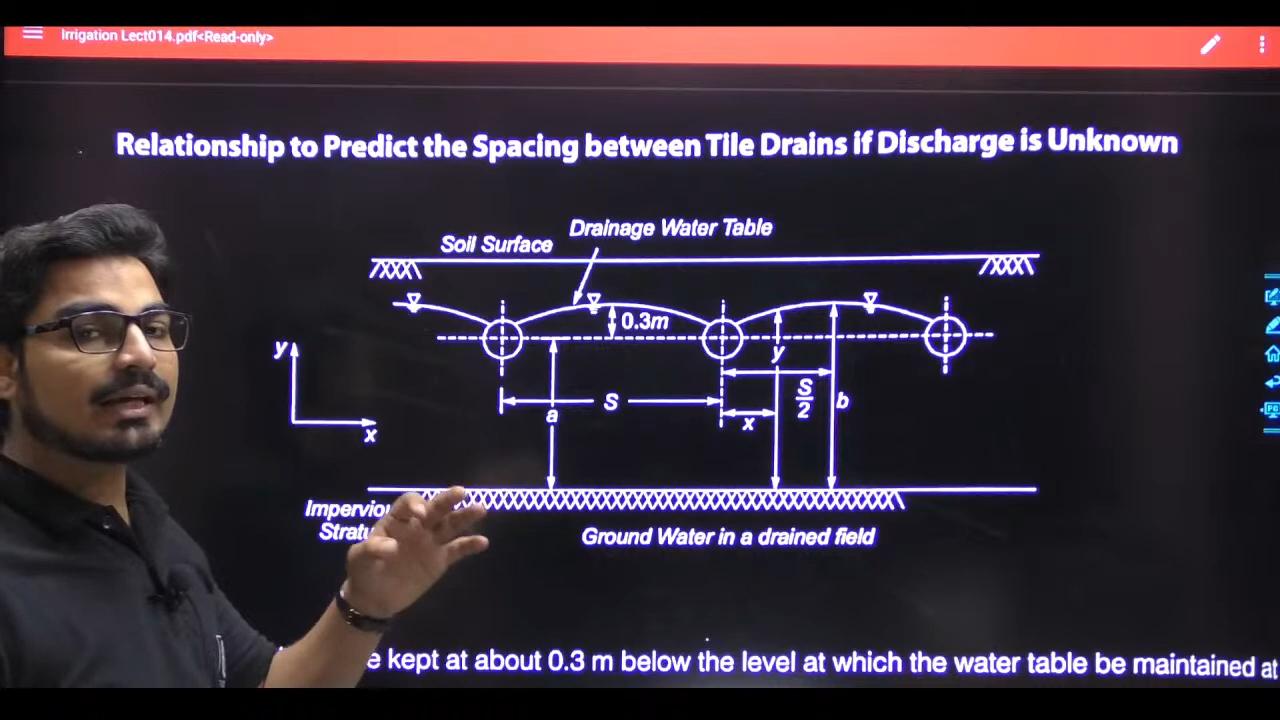 Irrigation Lect014.pdf<Read-only>
Relationship to Predict the Spacing between Tile Drains if Discharge is Unknown
Drainage Water Table
Soil Surface
0.3m
y
y
S
S
2
b
a
x
x
Ground Water in a drained field
kept at about 0.3 m below the level at which the water table be maintained at